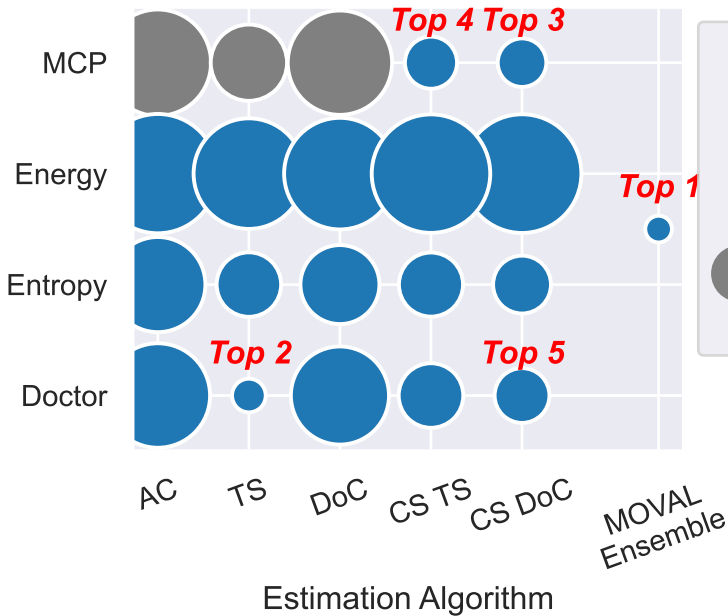 Top 4 Top 3
MCP
Energy
Top 1
Entropy
Top 2 Top 5
Doctor
AC TS DoC CS TS CS DoC MOVAL
Ensemble
Estimation Algorithm